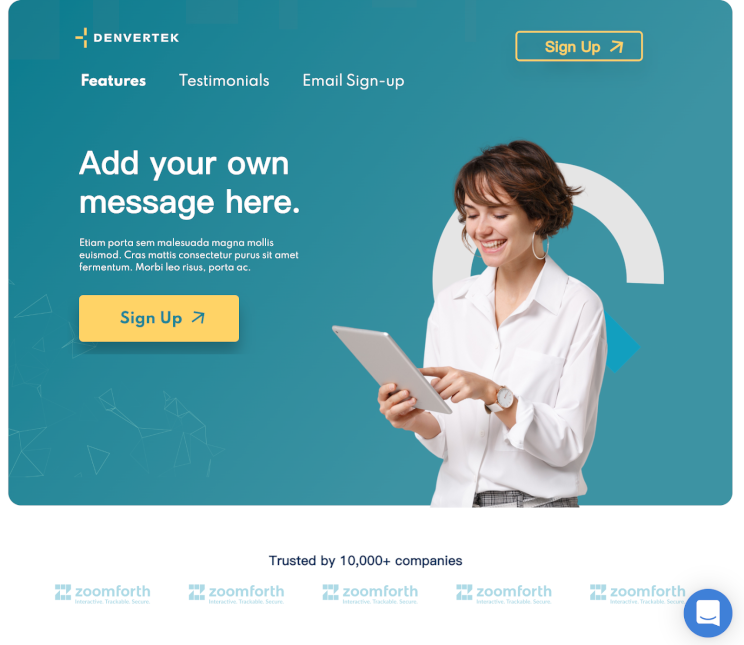 DENVERTEK
Sign Up
Features Testimonials Email Sign-up
Add your own
message here.
Etiam porta sem malesuada magna mollis
euismod. Cras mattis consectetur purus sit amet
fermentum. Morbi leo risus, porta ac.
Sign Up
Trusted by 10,000+ companies
zoomforth zoomforth zoomforth zoomforth zoomforth
Interactive. Trackable. Secure. Interactive. Trackable. Secure. Interactive. Trackable. Secure. Interactive. Trackable. Secure. Interactive. Trackable. Secure.